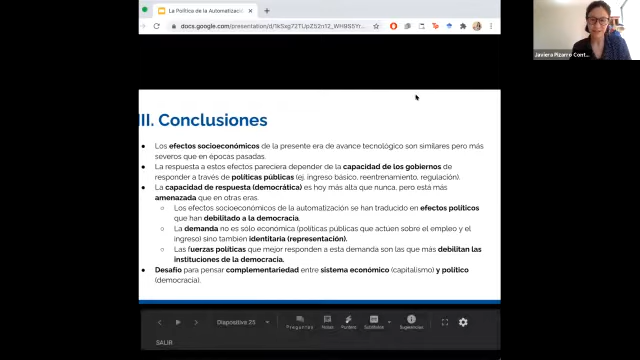 La Política de la Automatizació
docs.google.com/presentation/d/1kSxg72TUpZ52n12_WH9S5Yr...
Javiera Pizarro Cont...
III. Conclusiones
Los efectos socioeconómicos de la presente era de avance tecnológico son similares pero más
severos que en épocas pasadas.
La respuesta a estos efectos pareciera depender de la capacidad de los gobiernos de
responder a través de políticas públicas (ej. ingreso básico, reentrenamiento, regulación).
La capacidad de respuesta (democrática) es hoy más alta que nunca, pero está más
amenazada que en otras eras.
Los efectos socioeconómicos de la automatización se han traducido en efectos políticos
que han debilitado a la democracia.
La demanda no es sólo económica (políticas públicas que actúen sobre el empleo y el
ingreso) sino también identitaria (representación).
Las fuerzas políticas que mejor responden a esta demanda son las que más debilitan las
instituciones de la democracia.
Desafío para pensar complementariedad entre sistema económico (capitalismo) y político
(democracia).
Diapositiva 25
Preguntas
Notas
Puntero
Subtítulos
Sugerencias
SALIR